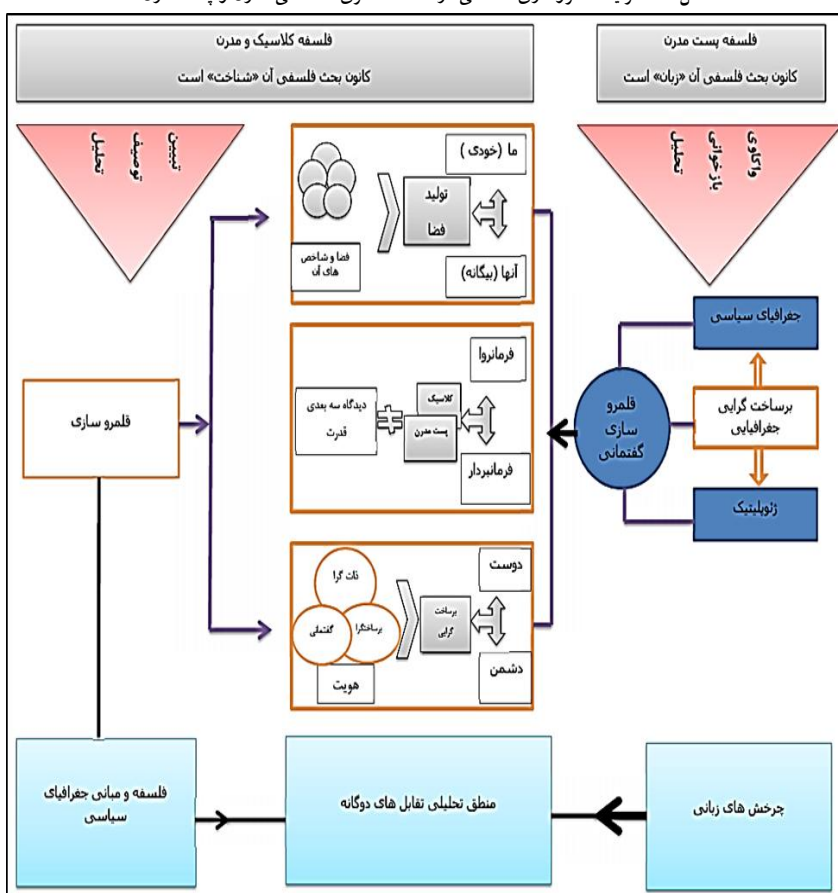 فلسفه پست مدرن
کانون بحث فلسفی آن «زبان» است
فلسفه کلاسیک و مدرن
کانون بحث فلسفی آن «شناخت» است
واکاوی
بازخوانی
تحلیل
تبیین
توصیف
تحلیل
ما (خودی )
تولید
فضا
فضا و شاخص
های آن
آنها (بیگانه)
جغرافیای سیاسی
برساخت گرایی
جغرافیایی
ژئوپلیتیک
قلمرو
سازی
گفتمانی
فرمانروا
کلاسیک
پست مدرن
دیدگاه سه بعدی
قدرت
فرمانبردار
قلمرو سازی
دوست
ذات گرا
گفتمانی
برساختگرا
برساخت
گرایی
هویت
دشمن
چرخش های زبانی
منطق تحلیلی تقابل های دوگانه
فلسفه و مبانی جغرافیای
سیاسی